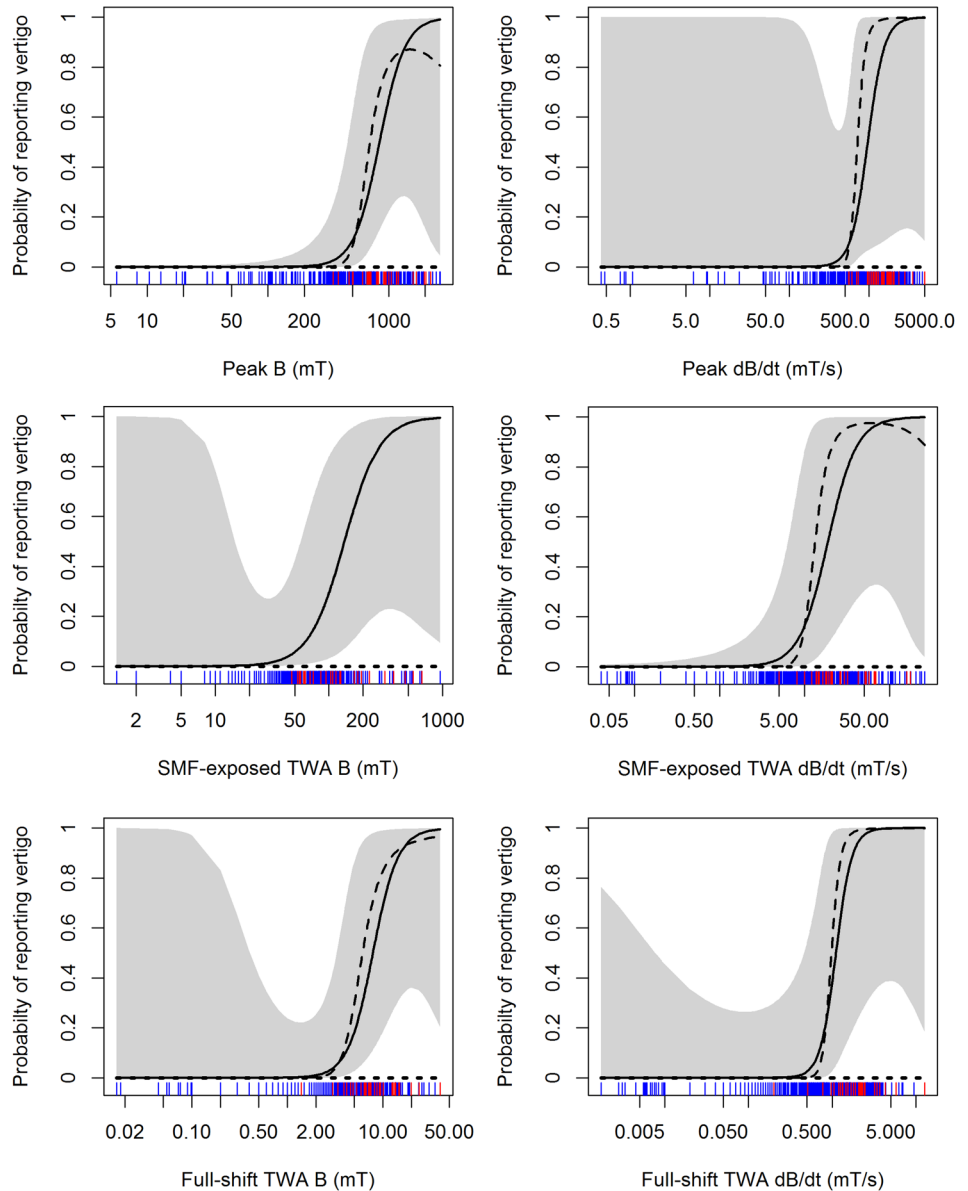 Probabilty of reporting vertigo
0 0.2 0.4 0.6 0.8 1
5 10 50 200 1000
Peak B (mT)
Probabilty of reporting vertigo
0 0.2 0.4 0.6 0.8 1
0.5 5.0 50.0 500.0 5000.0
Peak dB/dt (mT/s)
Probabilty of reporting vertigo
0 0.2 0.4 0.6 0.8 1
2 5 10 50 200 1000
SMF-exposed TWA B (mT)
Probabilty of reporting vertigo
0 0.2 0.4 0.6 0.8 1
0.05 0.50 5.00 50.00
SMF-exposed TWA dB/dt (mT/s)
Probabilty of reporting vertigo
0 0.2 0.4 0.6 0.8 1
0.02 0.10 0.50 2.00 10.00 50.00
Full-shift TWA B (mT)
Probabilty of reporting vertigo
0 0.2 0.4 0.6 0.8 1
0.005 0.050 0.500 5.000
Full-shift TWA dB/dt (mT/s)